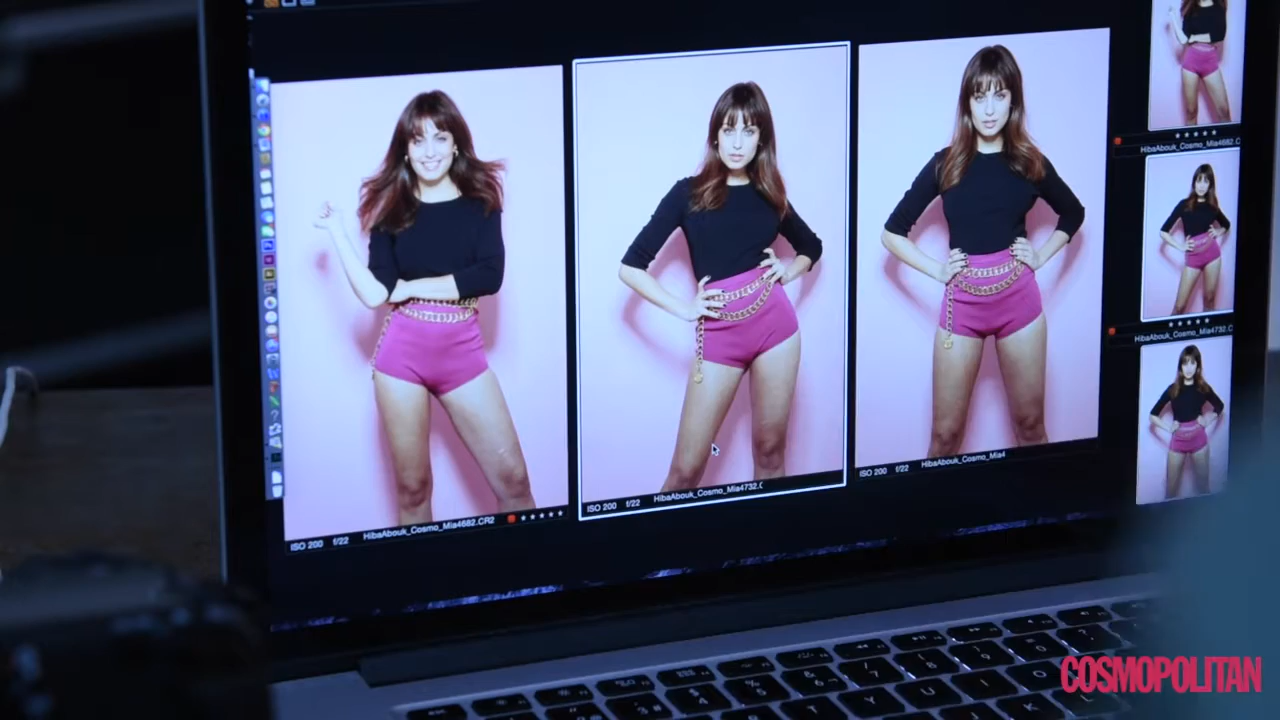 HibaAbouk_Cosmo_Mia4682.C
HibaAbouk_Cosmo_Mia4732.C
ISO 200 f/22 HibaAbouk_Cosmo_Mia4682.CR2
ISO 200 f/22 HibaAbouk_Cosmo_Mia4732.C
ISO 200 f/22 HibaAbouk_Cosmo_Mia4
Y U I O
J K L
COSMOPOLITAN